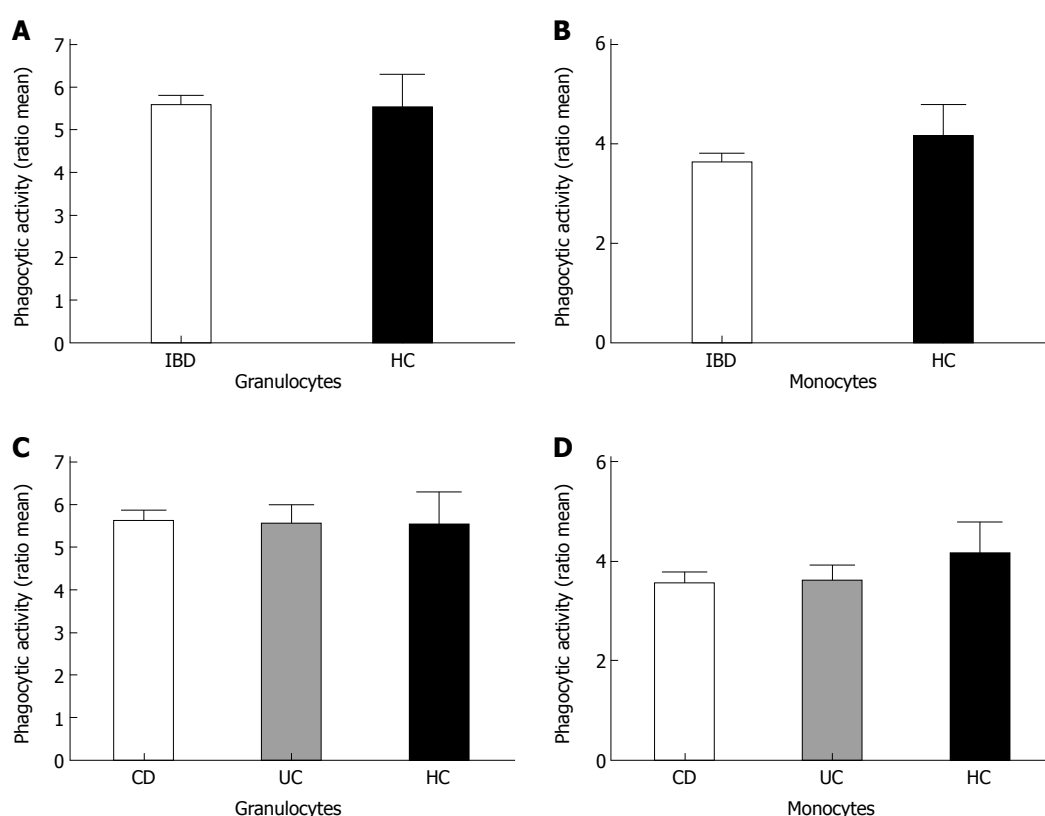 A
Phagocytic activity (ratio mean)
7
6
5
4
3
2
1
0
IBD
HC
Granulocytes
B
Phagocytic activity (ratio mean)
6
4
2
0
IBD
HC
Monocytes
C
Phagocytic activity (ratio mean)
7
6
5
4
3
2
1
0
CD
UC
HC
Granulocytes
D
Phagocytic activity (ratio mean)
6
4
2
0
CD
UC
HC
Monocytes